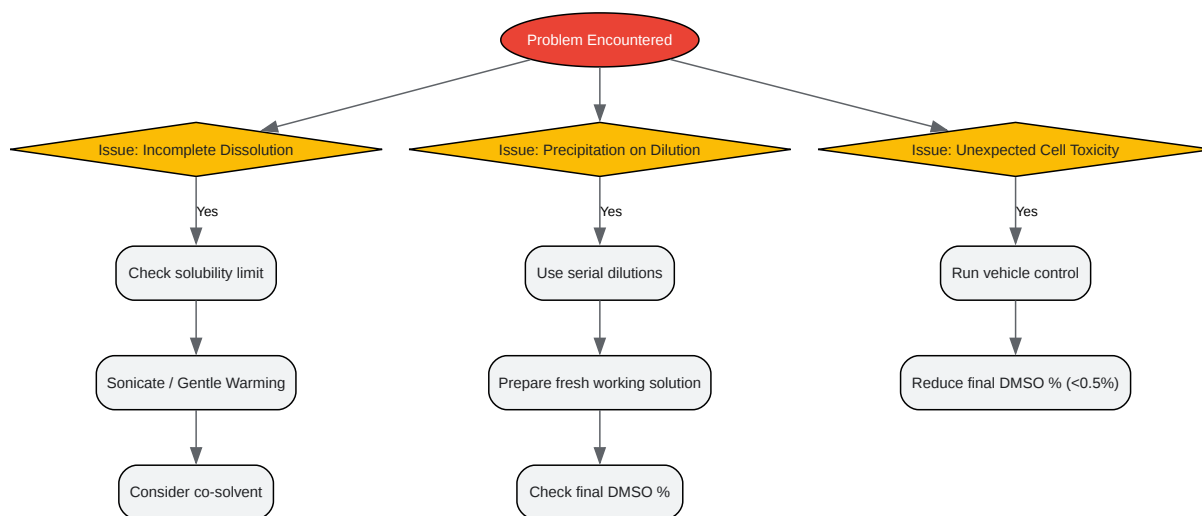 Problem Encountered
Issue: Incomplete Dissolution
Issue: Precipitation on Dilution
Issue: Unexpected Cell Toxicity
Yes
Yes
Yes
Check solubility limit
Use serial dilutions
Run vehicle control
Sonicate / Gentle Warming
Prepare fresh working solution
Reduce final DMSO % (<0.5%)
Consider co-solvent
Check final DMSO %